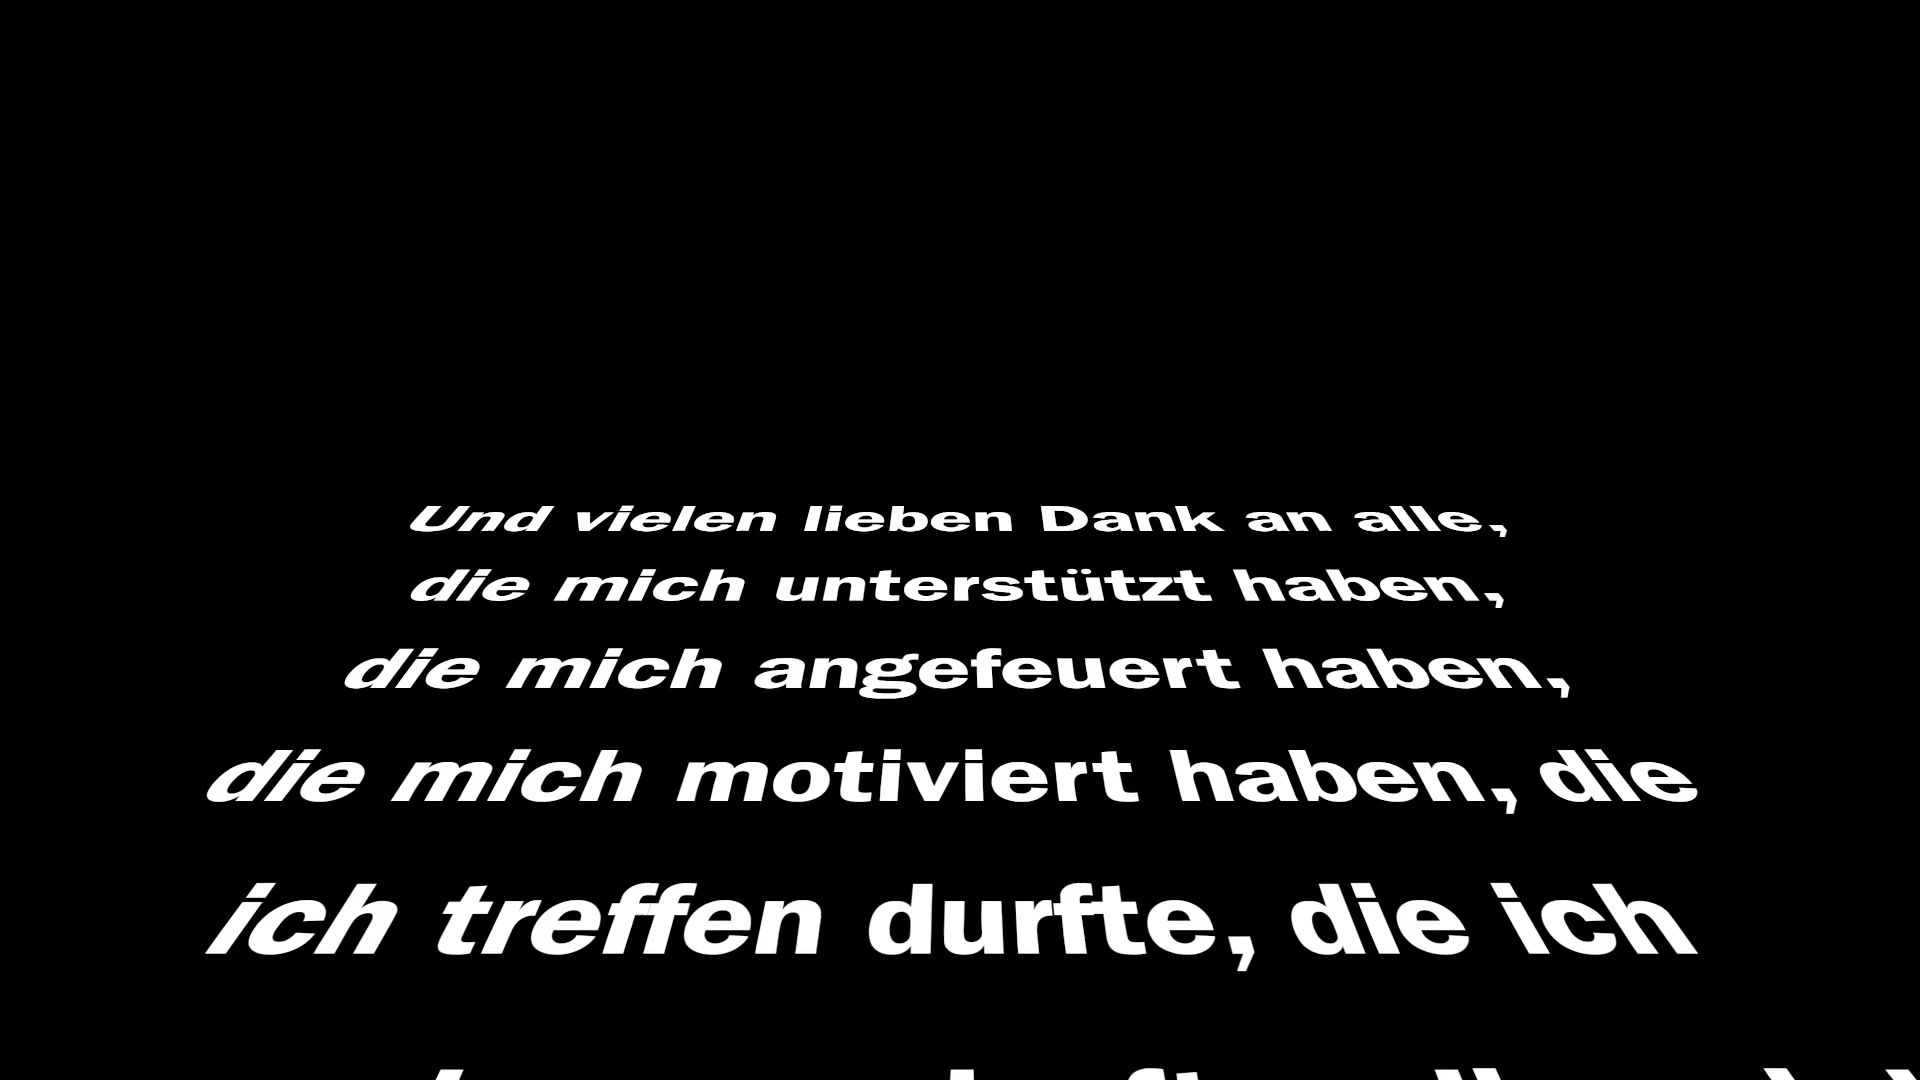 Und vielen lieben Dank an alle,
die mich unterstützt haben,
die mich angefeuert haben,
die mich motiviert haben, die
ich treffen durfte, die ich